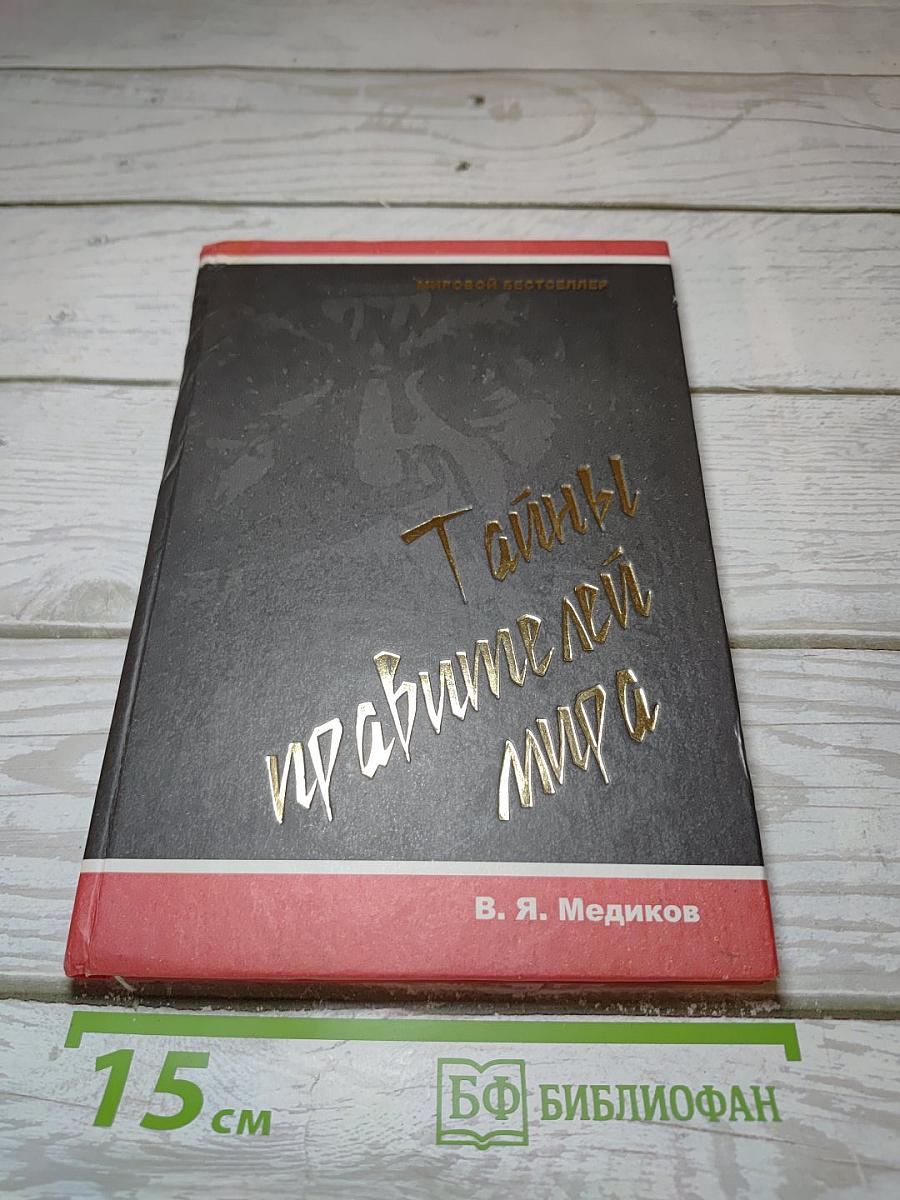 МИРОВОЙ БЕСТСЕЛЛЕР
Тайны
правителей
мира
В. Я. Медиков
15 см
БФ БИБЛИОФАН